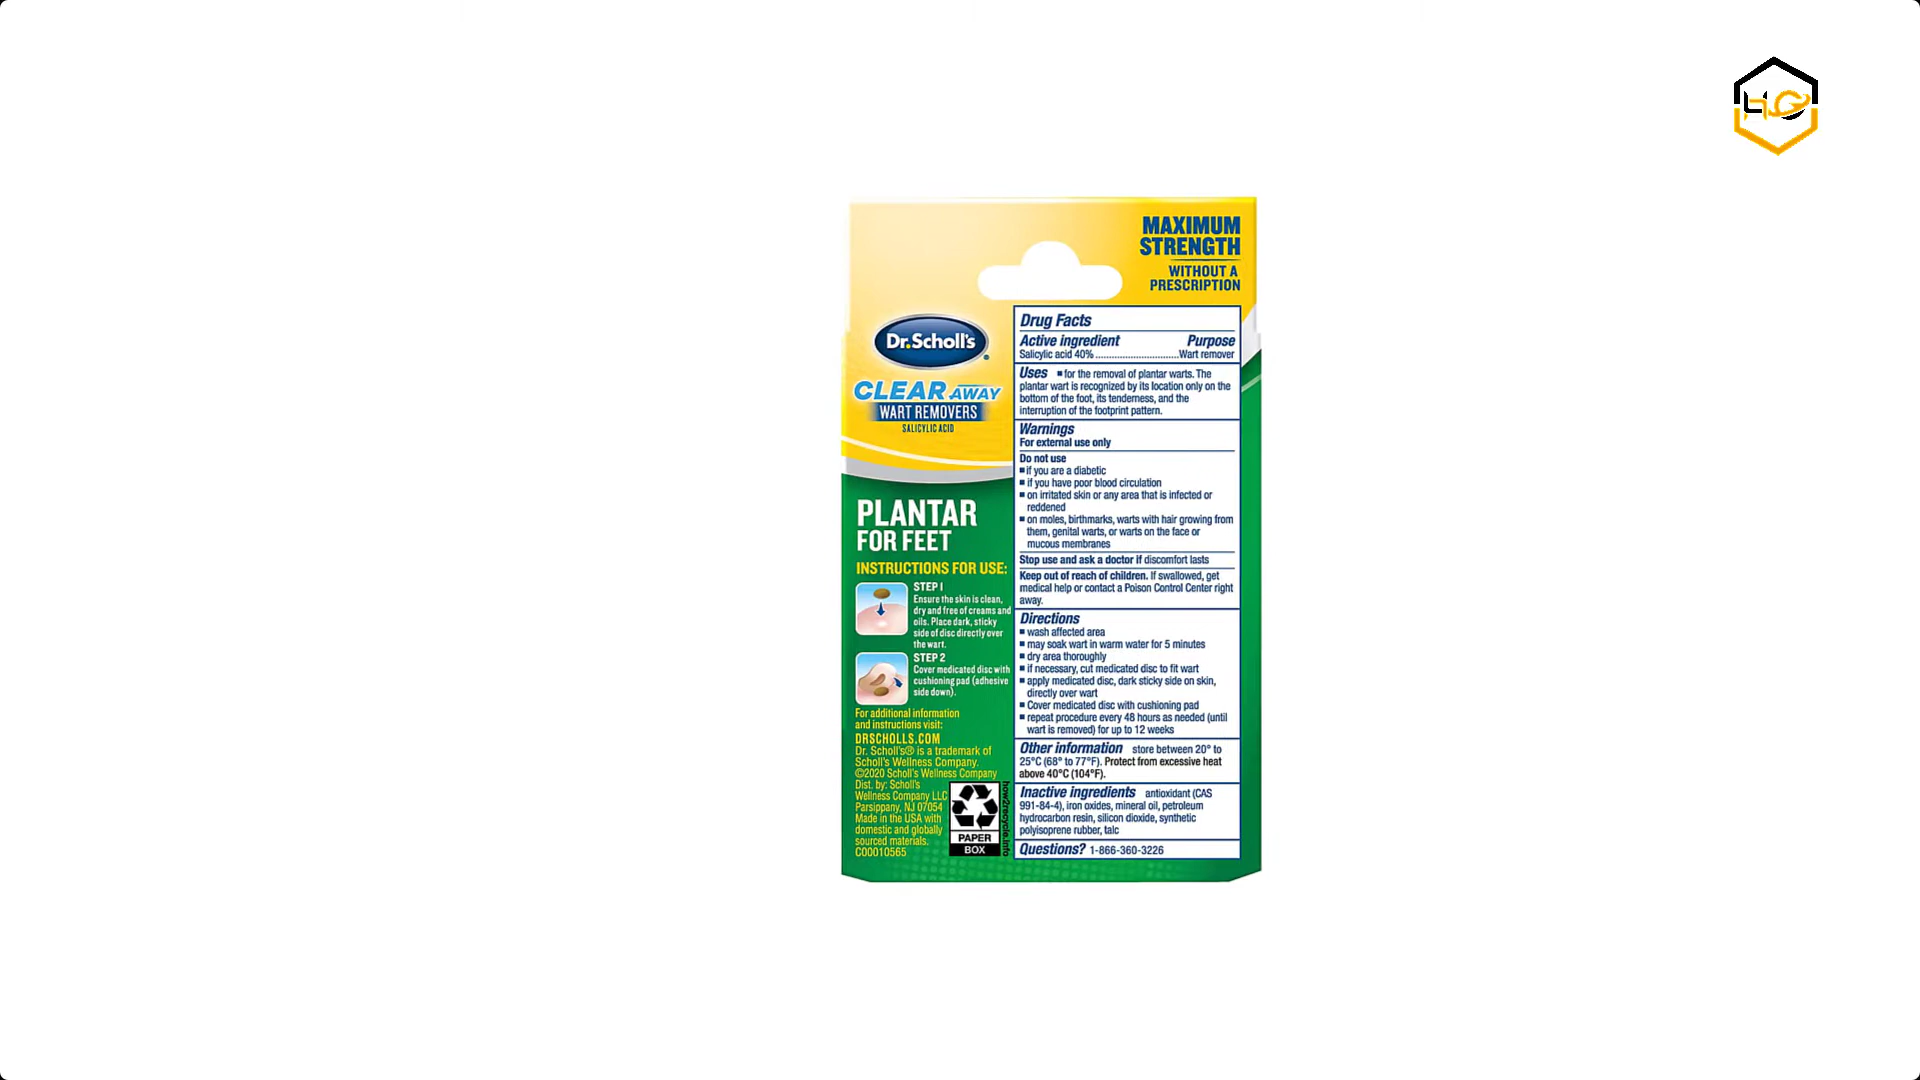 HG
MAXIMUM
STRENGTH
WITHOUT A
PRESCRIPTION
Dr.Scholl's
CLEAR AWAY
WART REMOVERS
SALICYLIC ACID
PLANTAR
FOR FEET
INSTRUCTIONS FOR USE:
STEP 1
Ensure the skin is clean,
dry and free of creams and
oils. Place dark, sticky
side of disc directly over
the wart.
STEP 2
Cover medicated disc with
cushioning pad (adhesive
side down).
For additional information
and instructions visit:
DRSCHOLLS.COM
Dr. Scholl's® is a trademark of
Scholl's Wellness Company.
©2020 Scholl's Wellness Company
Dist. by: Scholl's
Wellness Company LLC
Parsippany, NJ 07054
Made in the USA with
domestic and globally
sourced materials.
C00010565
PAPER
BOX
how2recycle.info
Drug Facts
Active ingredient Purpose
Salicylic acid 40%..............................Wart remover
Uses ▪ for the removal of plantar warts. The
plantar wart is recognized by its location only on the
bottom of the foot, its tenderness, and the
interruption of the footprint pattern.
Warnings
For external use only
Do not use
▪ if you are a diabetic
▪ if you have poor blood circulation
▪ on irritated skin or any area that is infected or
reddened
▪ on moles, birthmarks, warts with hair growing from
them, genital warts, or warts on the face or
mucous membranes
Stop use and ask a doctor if discomfort lasts
Keep out of reach of children. If swallowed, get
medical help or contact a Poison Control Center right
away.
Directions
▪ wash affected area
▪ may soak wart in warm water for 5 minutes
▪ dry area thoroughly
▪ if necessary, cut medicated disc to fit wart
▪ apply medicated disc, dark sticky side on skin,
directly over wart
▪ Cover medicated disc with cushioning pad
▪ repeat procedure every 48 hours as needed (until
wart is removed) for up to 12 weeks
Other information store between 20° to
25°C (68° to 77°F). Protect from excessive heat
above 40°C (104°F).
Inactive ingredients antioxidant (CAS
991-84-4), iron oxides, mineral oil, petroleum
hydrocarbon resin, silicon dioxide, synthetic
polyisoprene rubber, talc
Questions? 1-866-360-3226